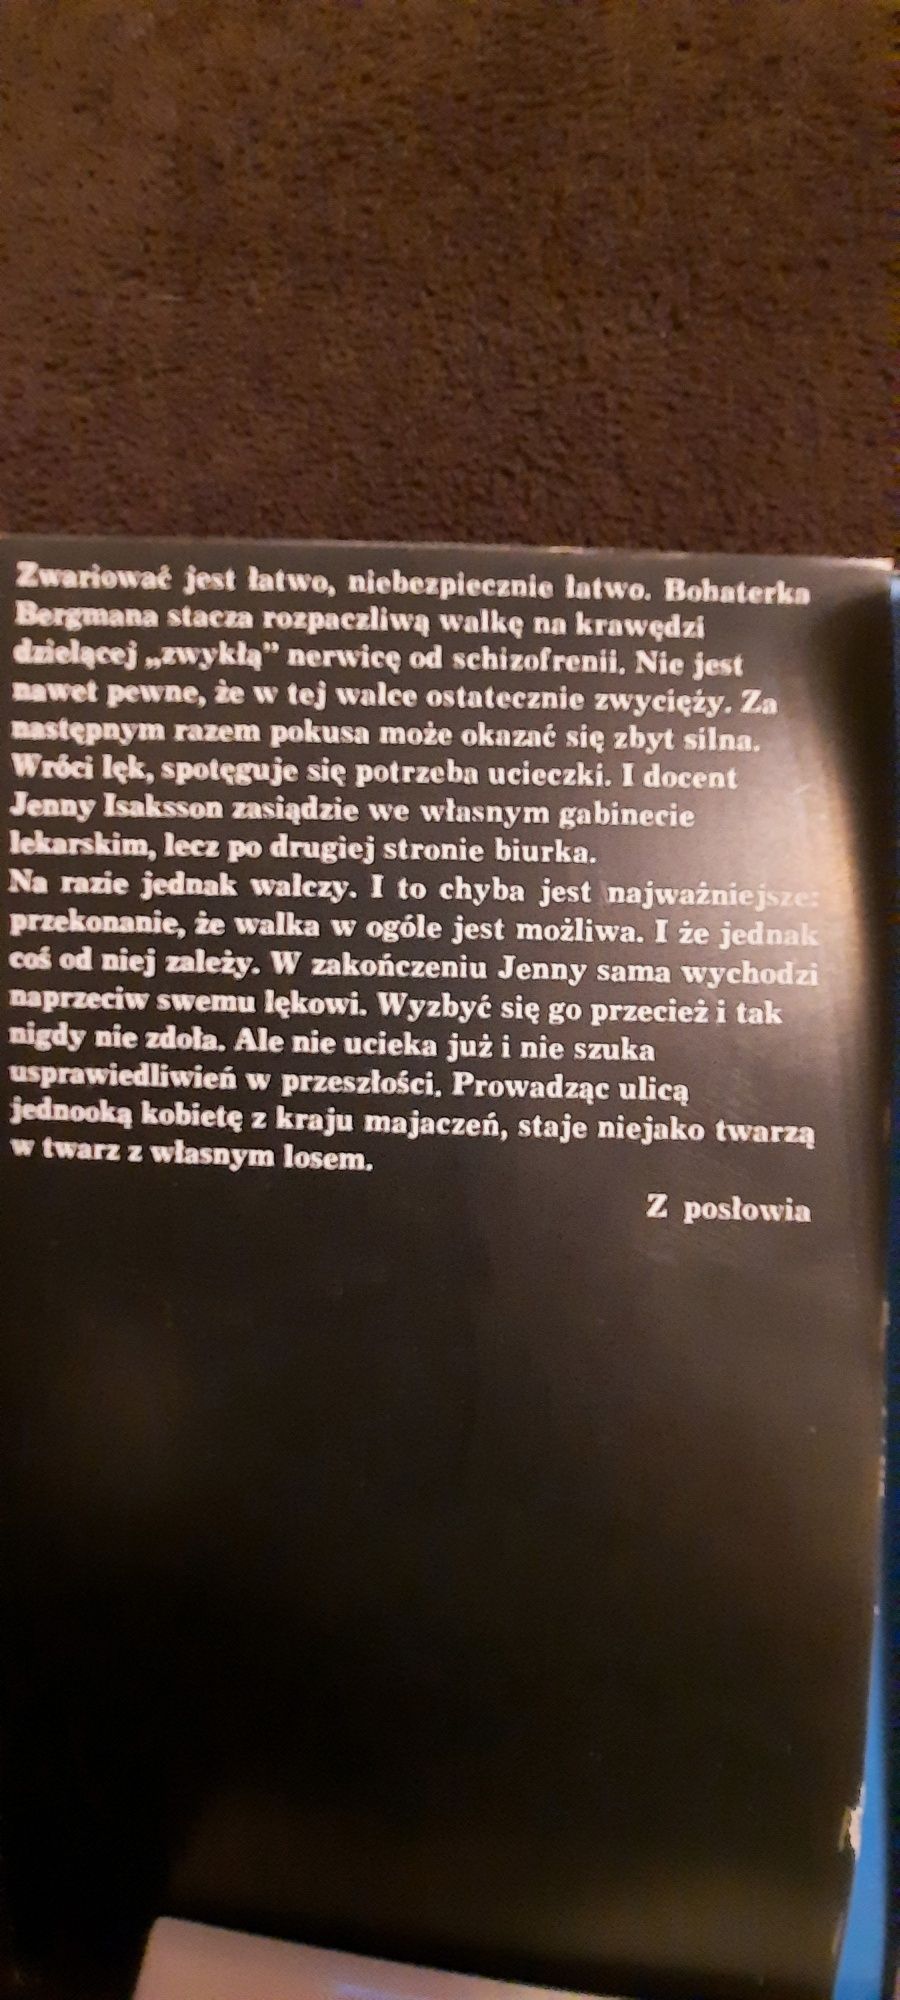 Zwariować jest łatwo, niebezpiecznie łatwo. Bohaterka
Bergmana stacza rozpaczliwą walkę na krawędzi
dzielącej „zwykłą” nerwicę od schizofrenii. Nie jest
nawet pewne, że w tej walce ostatecznie zwycięży. Za
następnym razem pokusa może okazać się zbyt silna.
Wróci lęk, spotęguje się potrzeba ucieczki. I docent
Jenny Isaksson zasiądzie we własnym gabinecie
lekarskim, lecz po drugiej stronie biurka.
Na razie jednak walczy. I to chyba jest najważniejsze:
przekonanie, że walka w ogóle jest możliwa. I że jednak
coś od niej zależy. W zakończeniu Jenny sama wychodzi
naprzeciw swemu lękowi. Wyzbyć się go przecież i tak
nigdy nie zdoła. Ale nie ucieka już i nie szuka
usprawiedliwień w przeszłości. Prowadząc ulicą
jednooką kobietę z kraju majaczeń, staje niejako twarzą
w twarz z własnym losem.
Z posłowia